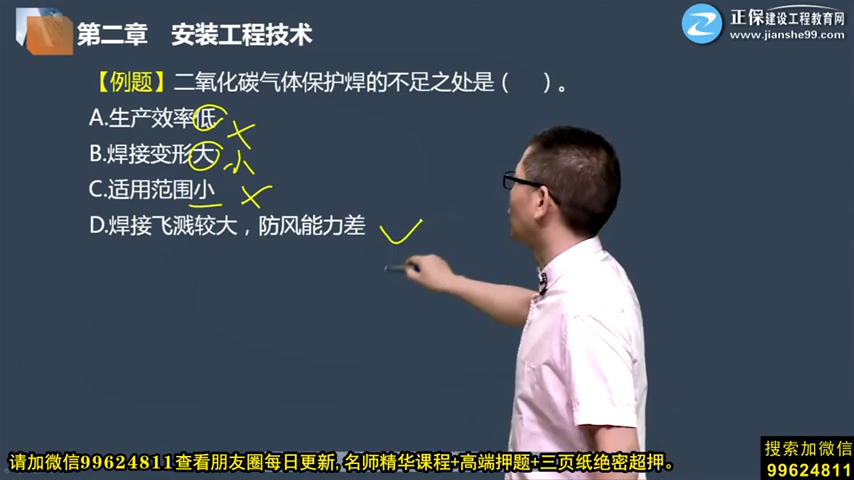 第二章 安装工程技术
正保建设工程教育网
www.jianshe99.com
【例题】二氧化碳气体保护焊的不足之处是( )。
A.生产效率低
B.焊接变形大 小
C.适用范围小
D.焊接飞溅较大，防风能力差
搜索加微信
99624811
请加微信99624811查看朋友圈每日更新,名师精华课程+高端押题+三页纸绝密超押。